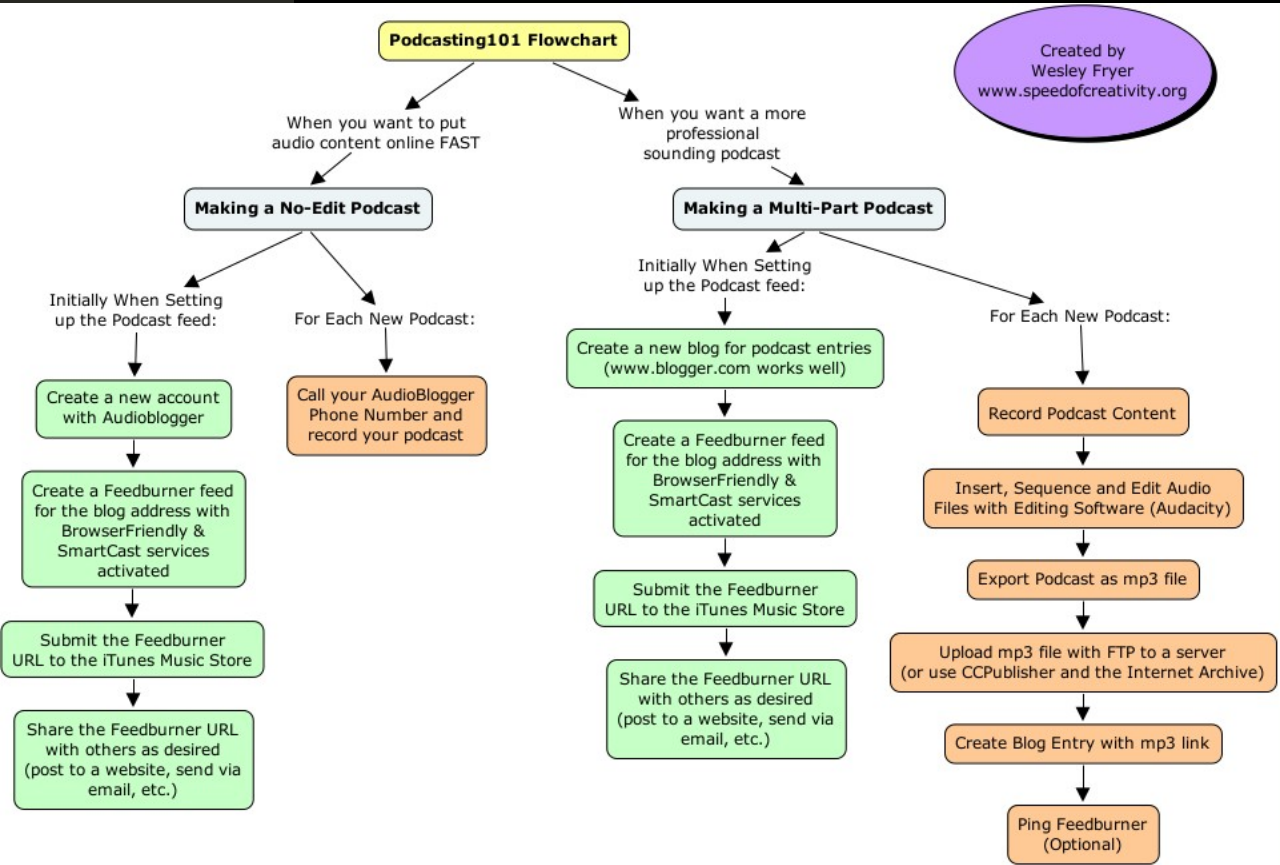 Podcasting101 Flowchart
Created by
Wesley Fryer
www.speedofcreativity.org
When you want to put
audio content online FAST
When you want a more
professional
sounding podcast
Making a No-Edit Podcast
Making a Multi-Part Podcast
Initially When Setting
up the Podcast feed:
For Each New Podcast:
Create a new account
with Audioblogger
Create a Feedburner feed
for the blog address with
BrowserFriendly &
SmartCast services
activated
Submit the Feedburner
URL to the iTunes Music Store
Share the Feedburner URL
with others as desired
(post to a website, send via
email, etc.)
Call your AudioBlogger
Phone Number and
record your podcast
Initially When Setting
up the Podcast feed:
For Each New Podcast:
Create a new blog for podcast entries
(www.blogger.com works well)
Create a Feedburner feed
for the blog address with
BrowserFriendly &
SmartCast services
activated
Submit the Feedburner
URL to the iTunes Music Store
Share the Feedburner URL
with others as desired
(post to a website, send via
email, etc.)
Record Podcast Content
Insert, Sequence and Edit Audio
Files with Editing Software (Audacity)
Export Podcast as mp3 file
Upload mp3 file with FTP to a server
(or use CCPublisher and the Internet Archive)
Create Blog Entry with mp3 link
Ping Feedburner
(Optional)